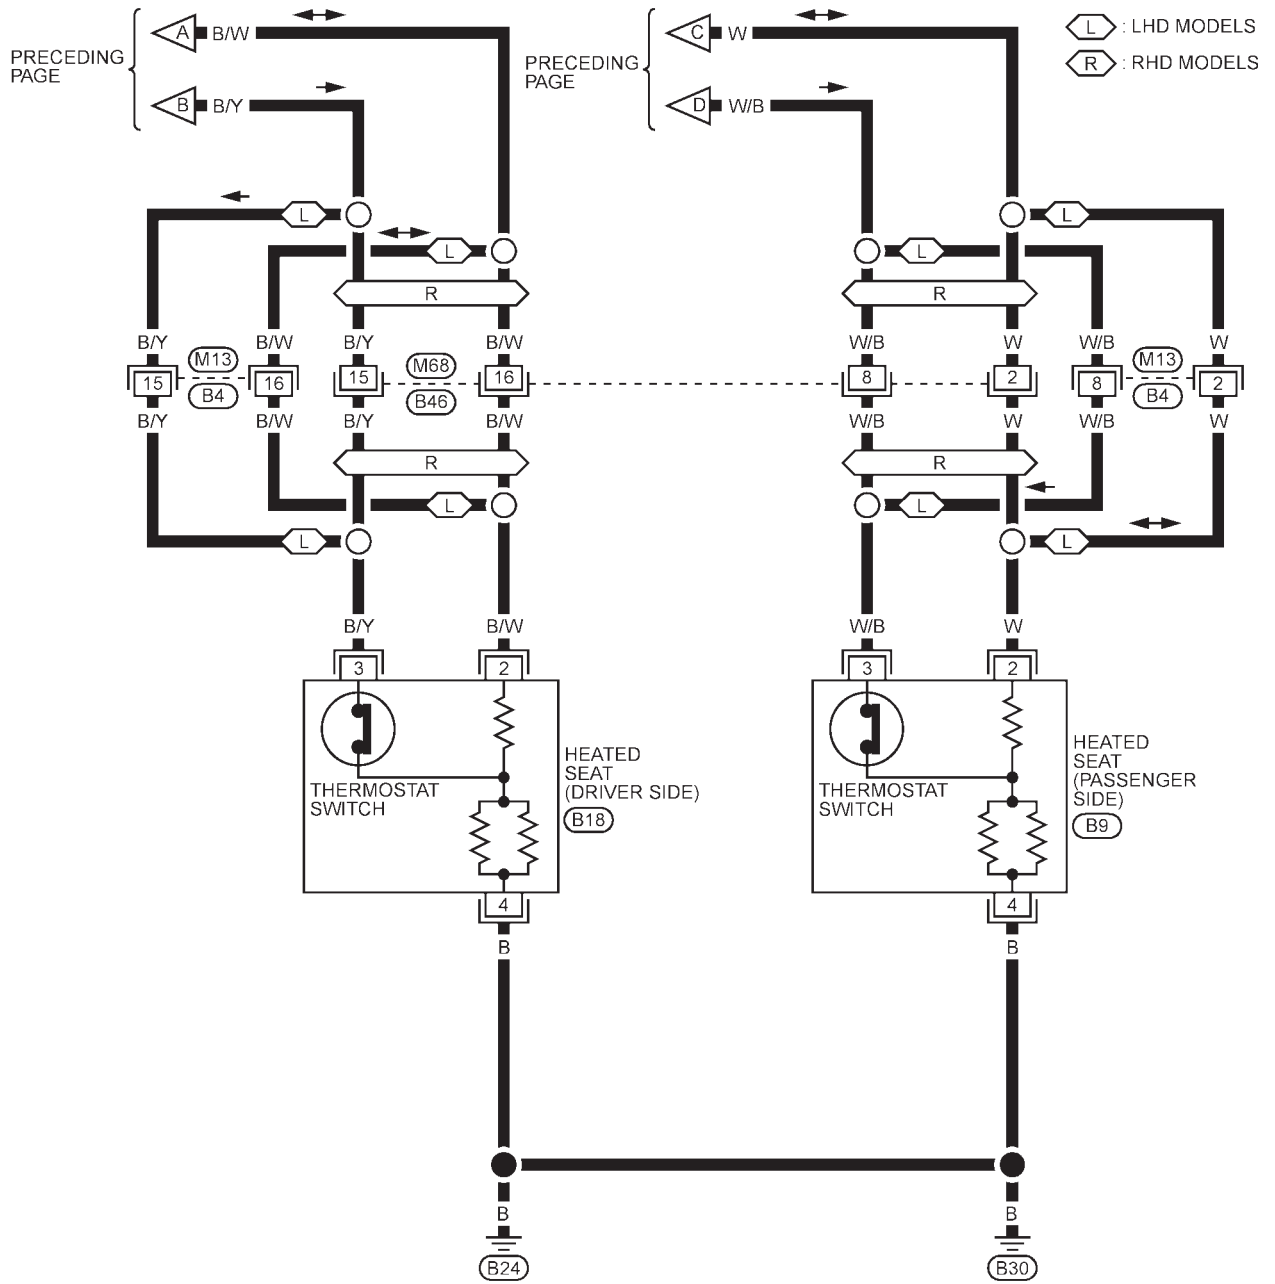 A B/W
C W
L : LHD MODELS
PRECEDING
PAGE
PRECEDING
PAGE
R : RHD MODELS
B B/Y
D W/B
L L
L L
R R
B/Y B/W B/Y B/W W/B W W/B W
M13 M68 M13
15 16 15 16 8 2 8 2
B4 B46 B4
B/Y B/W B/Y B/W W/B W W/B W
R R
L L
L L
B/Y B/W W/B W
3 2 3 2
HEATED
SEAT
(DRIVER SIDE)
B18
THERMOSTAT
SWITCH
HEATED
SEAT
(PASSENGER
SIDE)
B9
THERMOSTAT
SWITCH
4 4
B B
B B
B24 B30